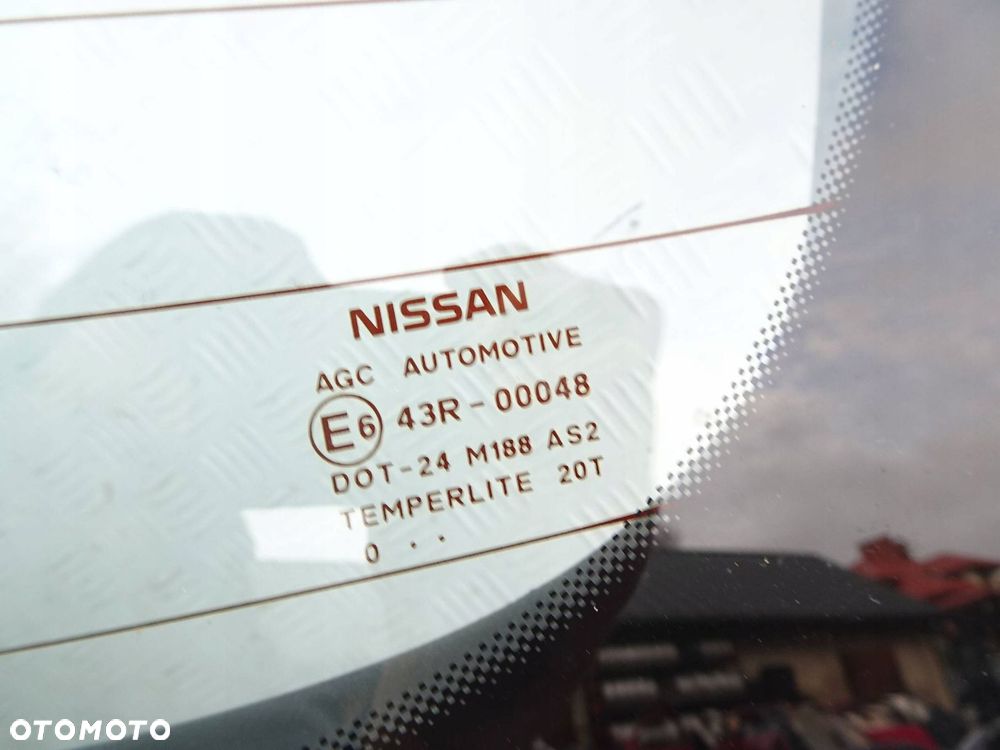 NISSAN
AGC AUTOMOTIVE
E6 43R-00048
DOT-24 M188 AS2
TEMPERLITE 20T
0 · ·
OTOMOTO